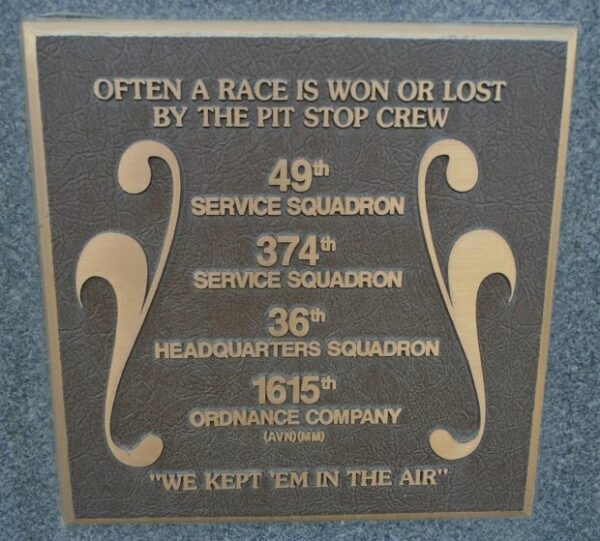 OFTEN A RACE IS WON OR LOST
BY THE PIT STOP CREW
49th
SERVICE SQUADRON
374th
SERVICE SQUADRON
36th
HEADQUARTERS SQUADRON
1615th
ORDNANCE COMPANY
(AVN)(MM)
"WE KEPT 'EM IN THE AIR"